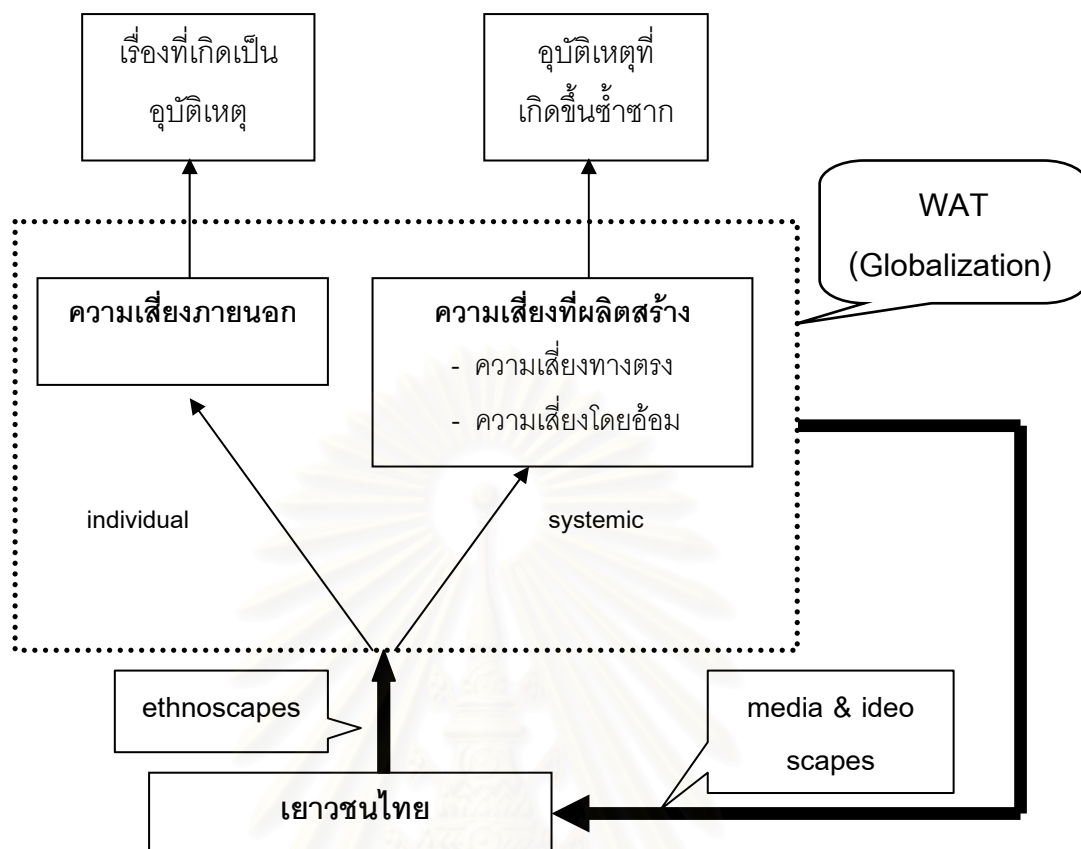 เรื่องที่เกิดเป็น
อุบัติเหตุ
อุบัติเหตุที่
เกิดขึ้นซ้ำซาก
WAT
(Globalization)
ความเสี่ยงภายนอก
ความเสี่ยงที่ผลิตสร้าง
- ความเสี่ยงทางตรง
- ความเสี่ยงโดยอ้อม
individual
systemic
ethnoscapes
media & ideo
scapes
เยาวชนไทย